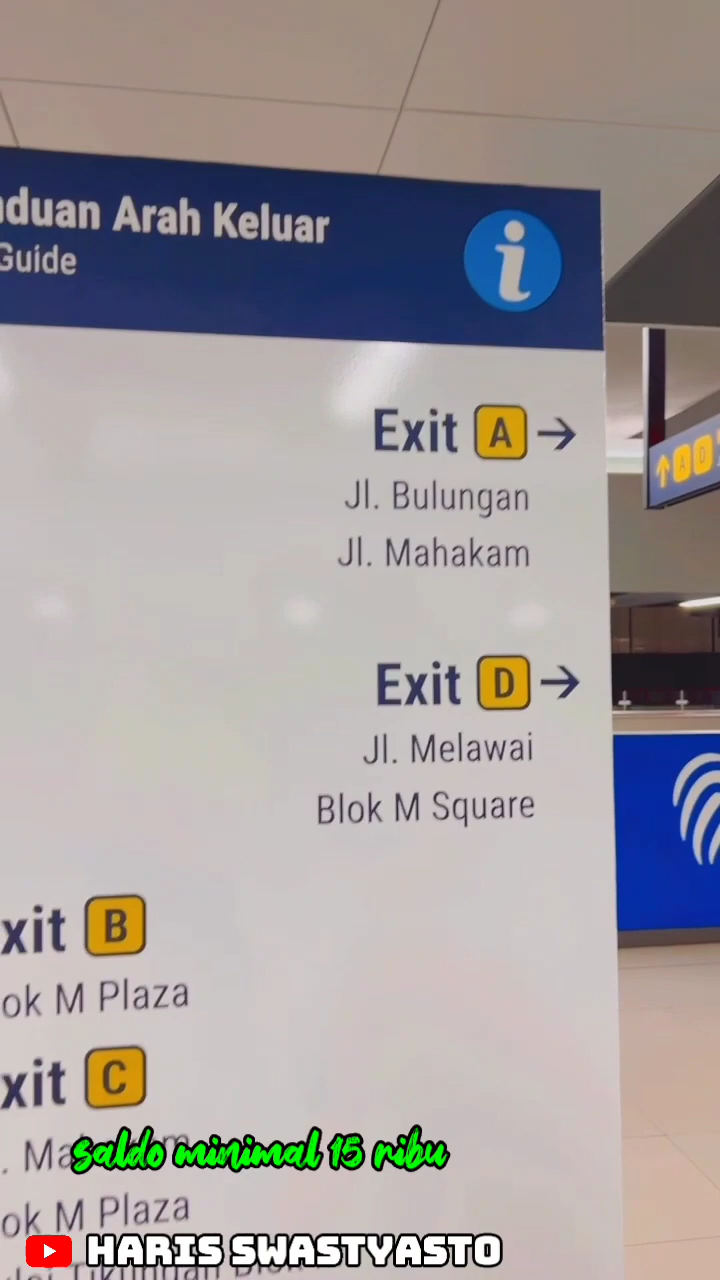 nduan Arah Keluar
Guide
i
Exit A →
Jl. Bulungan
Jl. Mahakam
A D
Exit D →
Jl. Melawai
Blok M Square
xit B
ok M Plaza
xit C
saldo minimal 15 ribu
ok M Plaza
HARIS SWASTYASTO